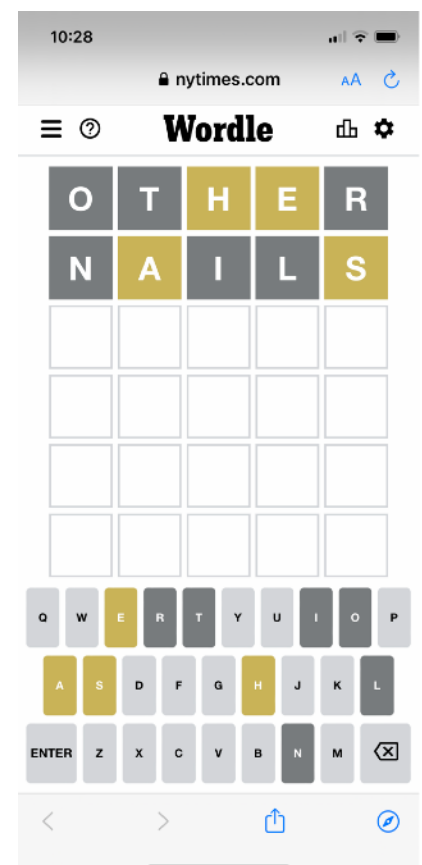 10:28
nytimes.com AA
Wordle
O T H E R
N A I L S
Q W E R T Y U I O P
A S D F G H J K L
ENTER Z X C V B N M